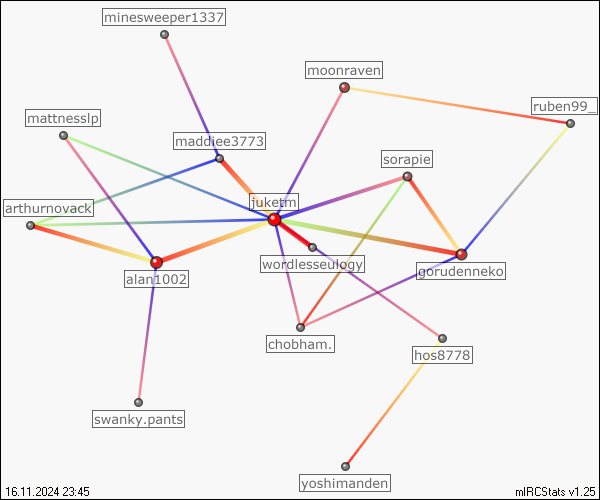 minesweeper1337
moonraven
ruben99_
mattnesslp
maddiee3773
sorapie
arthurnovack
juketm
wordlesseulogy
gorudenneko
alan1002
chobham.
hos8778
swanky.pants
yoshimanden
16.11.2024 23:45
mIRCStats v1.25